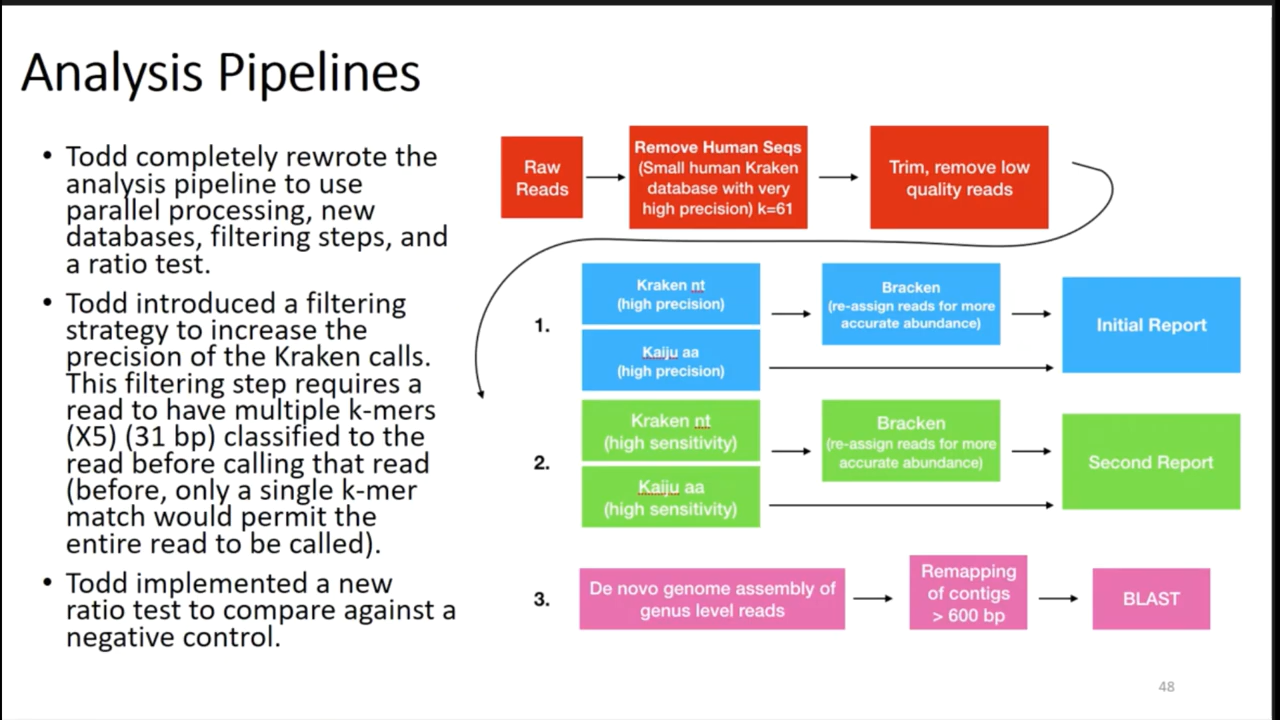 Analysis Pipelines
• Todd completely rewrote the
analysis pipeline to use
parallel processing, new
databases, filtering steps, and
a ratio test.
• Todd introduced a filtering
strategy to increase the
precision of the Kraken calls.
This filtering step requires a
read to have multiple k-mers
(X5) (31 bp) classified to the
read before calling that read
(before, only a single k-mer
match would permit the
entire read to be called).
• Todd implemented a new
ratio test to compare against a
negative control.
Raw
Reads
Remove Human Seqs
(Small human Kraken
database with very
high precision) k=61
Trim, remove low
quality reads
1.
Kraken nt
(high precision)
Kaiju aa
(high precision)
Bracken
(re-assign reads for more
accurate abundance)
Initial Report
2.
Kraken nt
(high sensitivity)
Kaiju aa
(high sensitivity)
Bracken
(re-assign reads for more
accurate abundance)
Second Report
3.
De novo genome assembly of
genus level reads
Remapping
of contigs
> 600 bp
BLAST
48